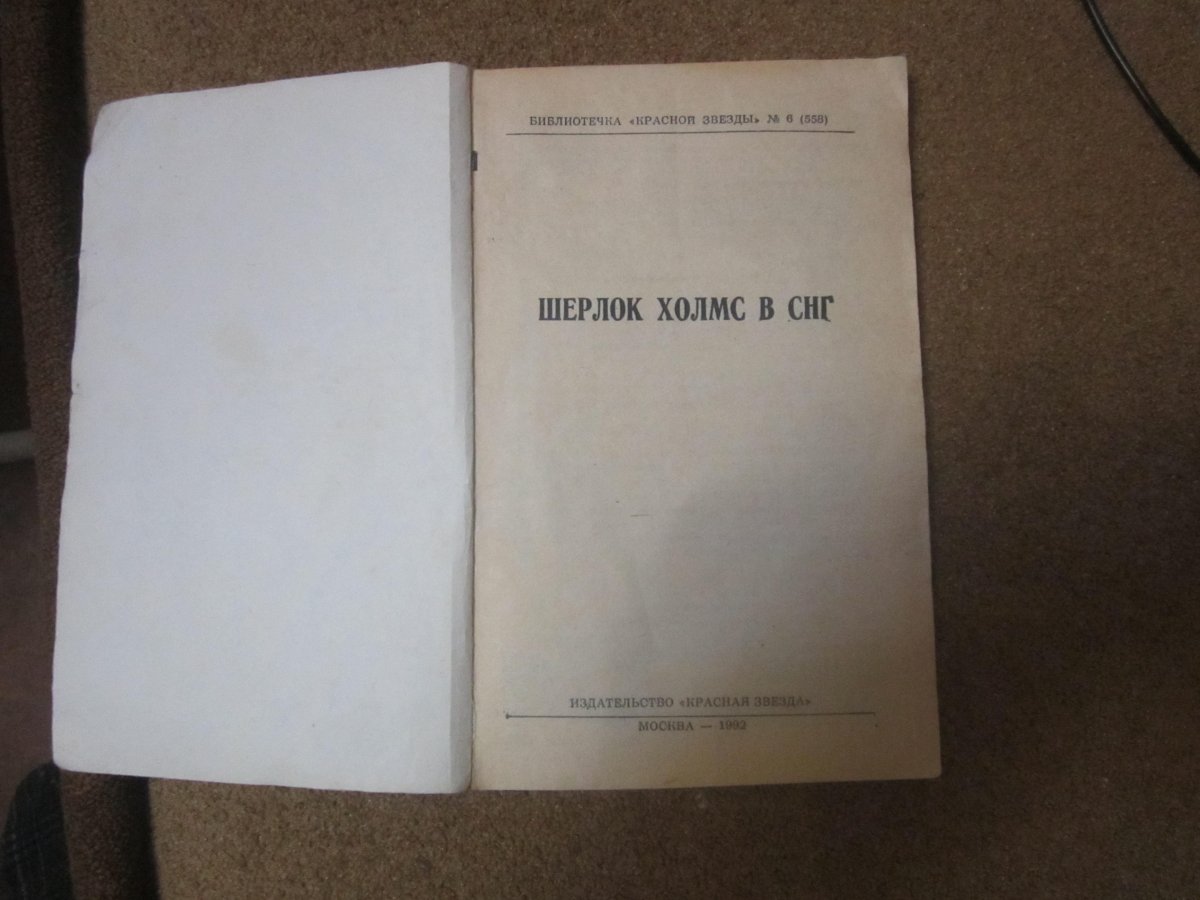 БИБЛИОТЕЧКА «КРАСНОЙ ЗВЕЗДЫ» № 6 (558)
ШЕРЛОК ХОЛМС В СНГ
ИЗДАТЕЛЬСТВО «КРАСНАЯ ЗВЕЗДА»
МОСКВА — 1992